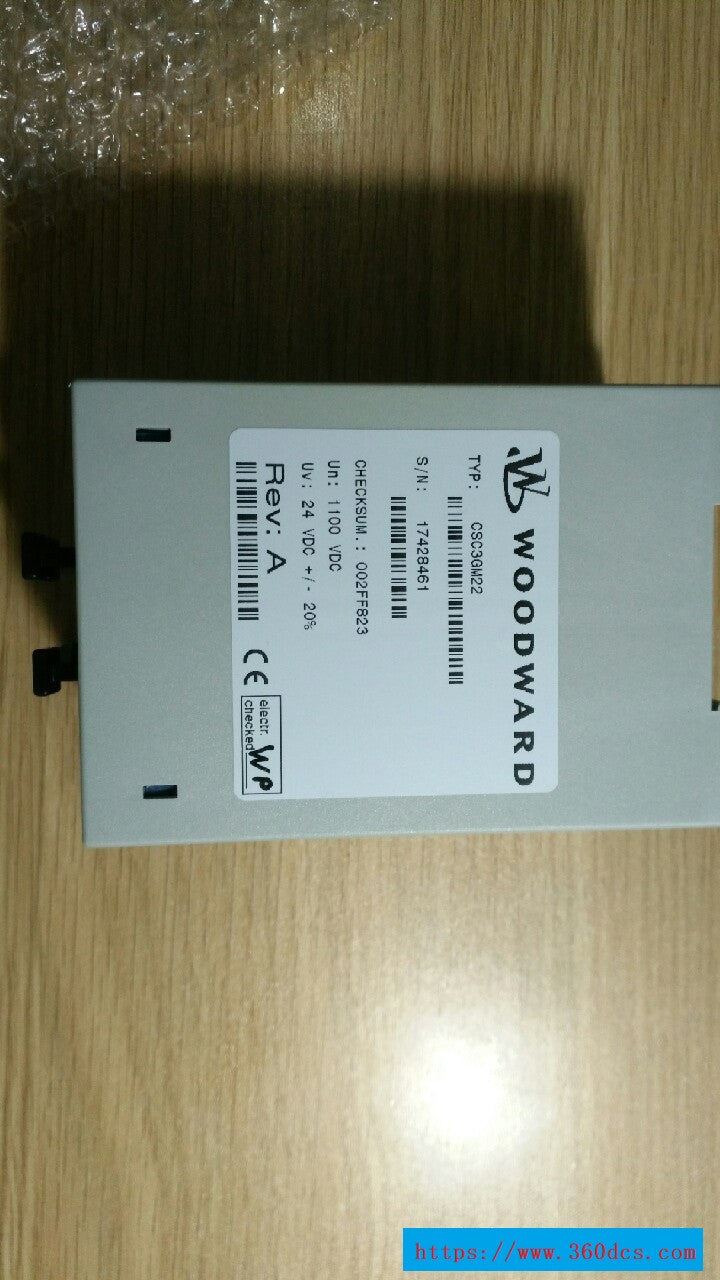 WOODWARD
TYP: CSC3GM22
S/N: 17428461
CHECKSUM.: 002FF823
Un: 1100 VDC
Uv: 24 VDC +/- 20%
Rev: A
CE
electr.
checked
WP
https://www.360dcs.com